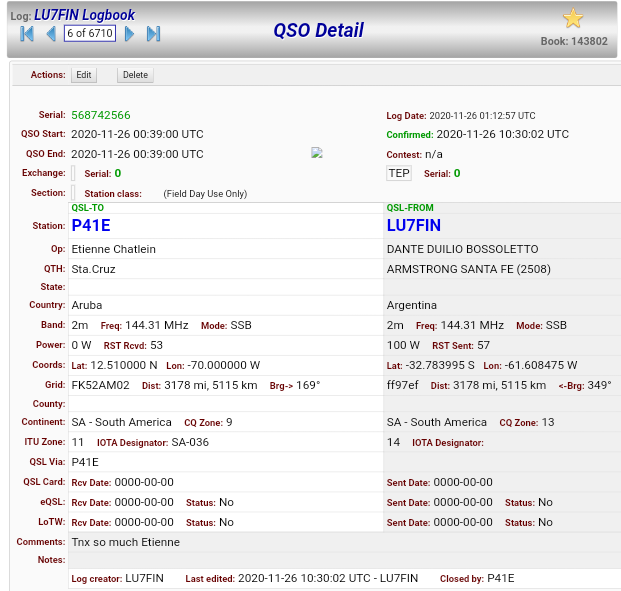 Log: LU7FIN Logbook
6 of 6710
QSO Detail
Book: 143802
Actions: Edit Delete
Serial: 568742566 Log Date: 2020-11-26 01:12:57 UTC
QSO Start: 2020-11-26 00:39:00 UTC Confirmed: 2020-11-26 10:30:02 UTC
QSO End: 2020-11-26 00:39:00 UTC Contest: n/a
Exchange: Serial: 0 TEP Serial: 0
Section: Station class: (Field Day Use Only)
QSL-TO QSL-FROM
Station: P41E LU7FIN
Op: Etienne Chatlein DANTE DUILIO BOSSOLETTO
QTH: Sta.Cruz ARMSTRONG SANTA FE (2508)
State:
Country: Aruba Argentina
Band: 2m Freq: 144.31 MHz Mode: SSB 2m Freq: 144.31 MHz Mode: SSB
Power: 0 W RST Rcvd: 53 100 W RST Sent: 57
Coords: Lat: 12.510000 N Lon: -70.000000 W Lat: -32.783995 S Lon: -61.608475 W
Grid: FK52AM02 Dist: 3178 mi, 5115 km Brg-> 169° ff97ef Dist: 3178 mi, 5115 km <-Brg: 349°
County:
Continent: SA - South America CQ Zone: 9 SA - South America CQ Zone: 13
ITU Zone: 11 IOTA Designator: SA-036 14 IOTA Designator:
QSL Via: P41E
QSL Card: Rcv Date: 0000-00-00 Sent Date: 0000-00-00
eQSL: Rcv Date: 0000-00-00 Status: No Sent Date: 0000-00-00 Status: No
LoTW: Rcv Date: 0000-00-00 Status: No Sent Date: 0000-00-00 Status: No
Comments: Tnx so much Etienne
Notes:
Log creator: LU7FIN Last edited: 2020-11-26 10:30:02 UTC - LU7FIN Closed by: P41E